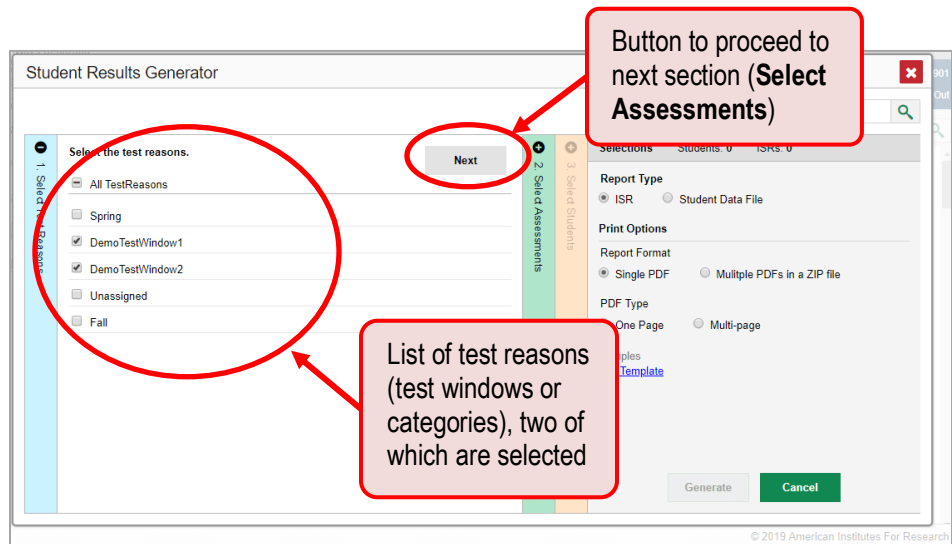 Button to proceed to
next section (Select
Assessments)
Student Results Generator
901
Out
1. Select Test Reasons
Select the test reasons.
Next
All TestReasons
Spring
DemoTestWindow1
DemoTestWindow2
Unassigned
Fall
2. Select Assessments
3. Select Students
Selections Students: 0 ISRs: 0
Report Type
ISR Student Data File
Print Options
Report Format
Single PDF Mulitple PDFs in a ZIP file
PDF Type
One Page Multi-page
Template
List of test reasons
(test windows or
categories), two of
which are selected
Generate Cancel
© 2019 American Institutes For Research